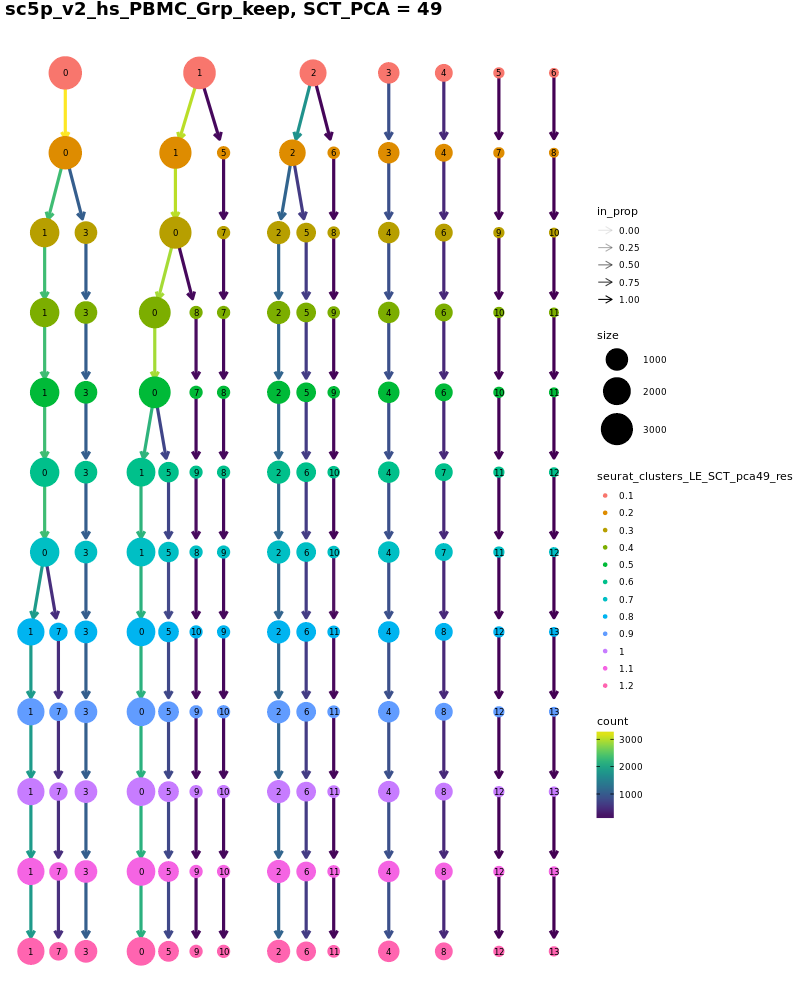 sc5p_v2_hs_PBMC_Grp_keep, SCT_PCA = 49
0 1 2 3 4 5 6
0 1 5 2 6 3 4 7 8
1 3 0 7 2 5 8 4 6 9 10
1 3 0 8 7 2 5 9 4 6 10 11
1 3 0 7 8 2 5 9 4 6 10 11
0 3 1 5 9 8 2 6 10 4 7 11 12
0 3 1 5 8 9 2 6 10 4 7 11 12
1 7 3 0 5 10 9 2 6 11 4 8 12 13
1 7 3 0 5 9 10 2 6 11 4 8 12 13
1 7 3 0 5 9 10 2 6 11 4 8 12 13
1 7 3 0 5 9 10 2 6 11 4 8 12 13
1 7 3 0 5 9 10 2 6 11 4 8 12 13
in_prop
0.00
0.25
0.50
0.75
1.00
size
1000
2000
3000
seurat_clusters_LE_SCT_pca49_res
0.1
0.2
0.3
0.4
0.5
0.6
0.7
0.8
0.9
1
1.1
1.2
count
3000
2000
1000